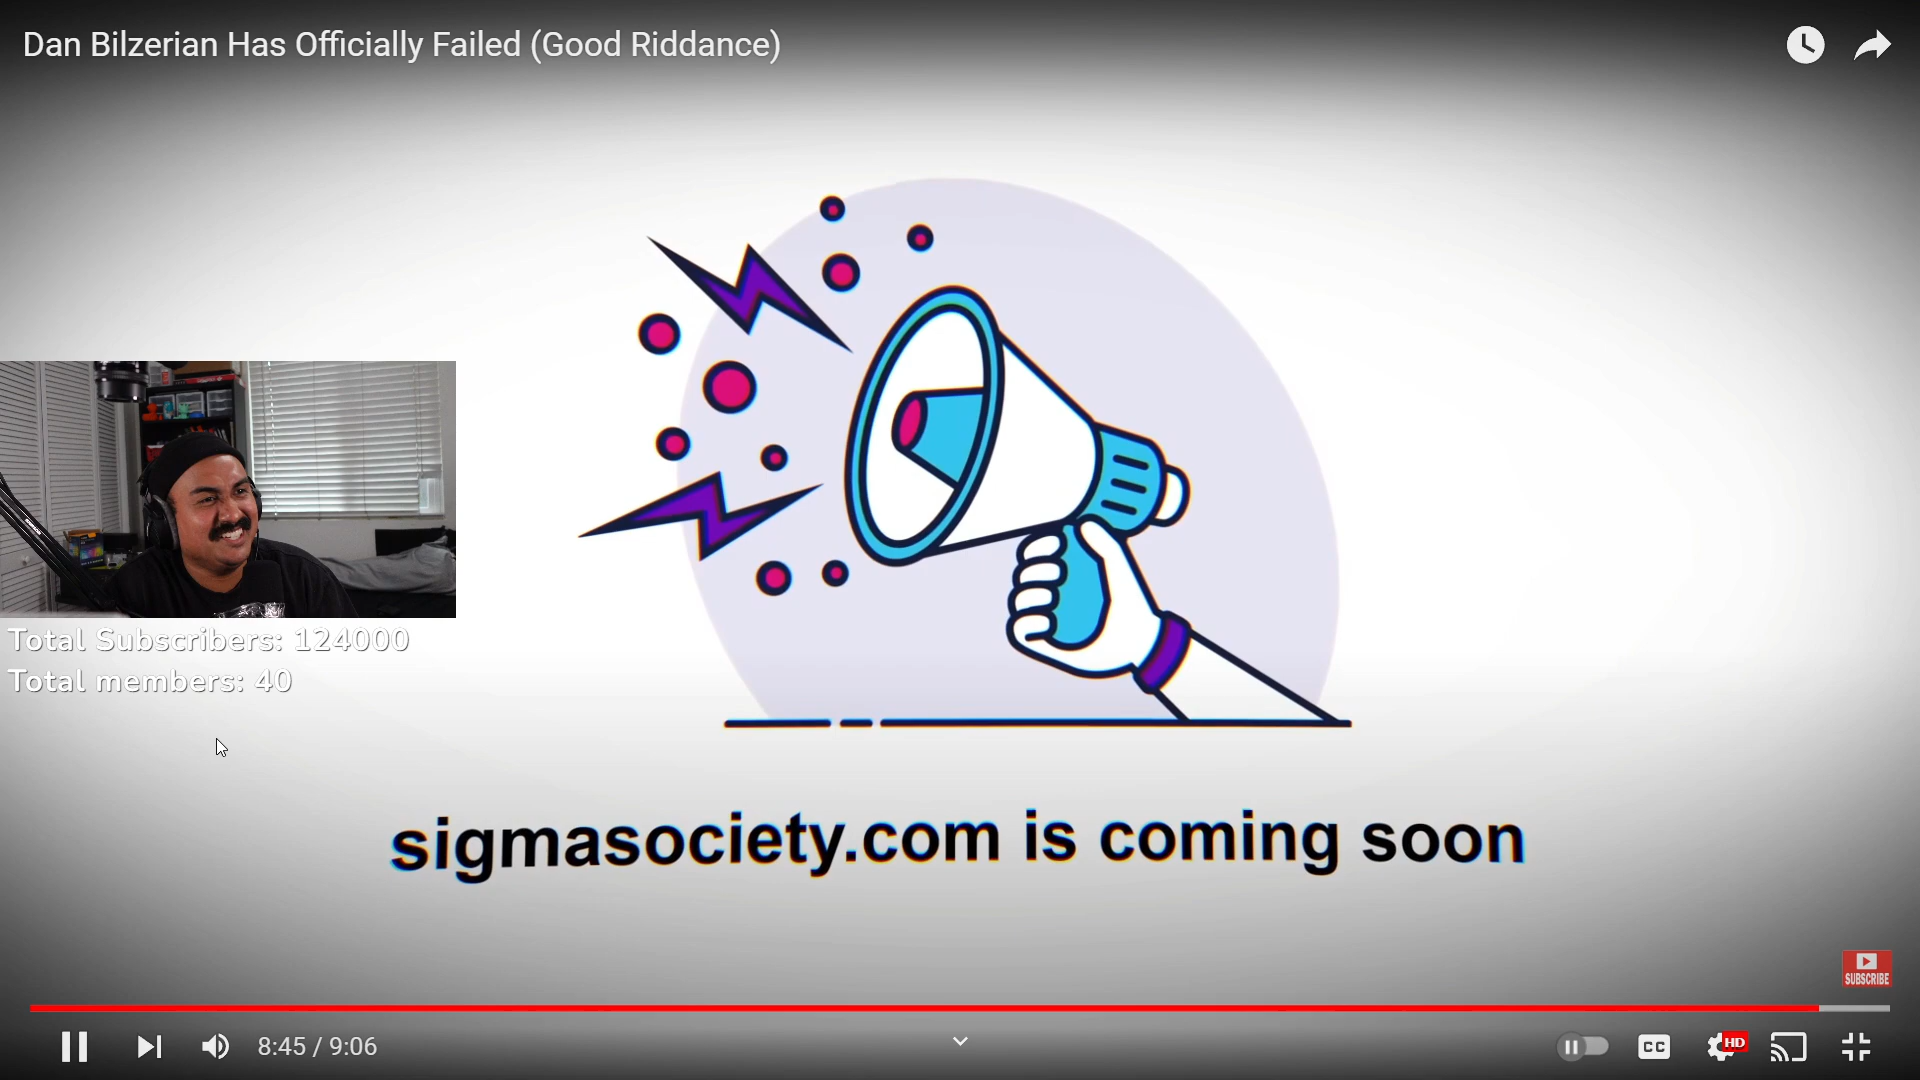 Dan Bilzerian Has Officially Failed (Good Riddance)
Total Subscribers: 124000
Total members: 40
sigmasociety.com is coming soon
SUBSCRIBE
8:45 / 9:06
CC
HD